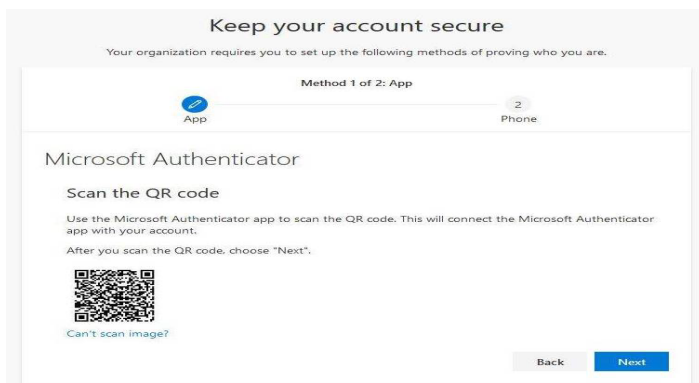 Keep your account secure
Your organization requires you to set up the following methods of proving who you are.
Method 1 of 2: App
App
2
Phone
Microsoft Authenticator
Scan the QR code
Use the Microsoft Authenticator app to scan the QR code. This will connect the Microsoft Authenticator
app with your account.
After you scan the QR code, choose "Next".
Can't scan image?
Back
Next